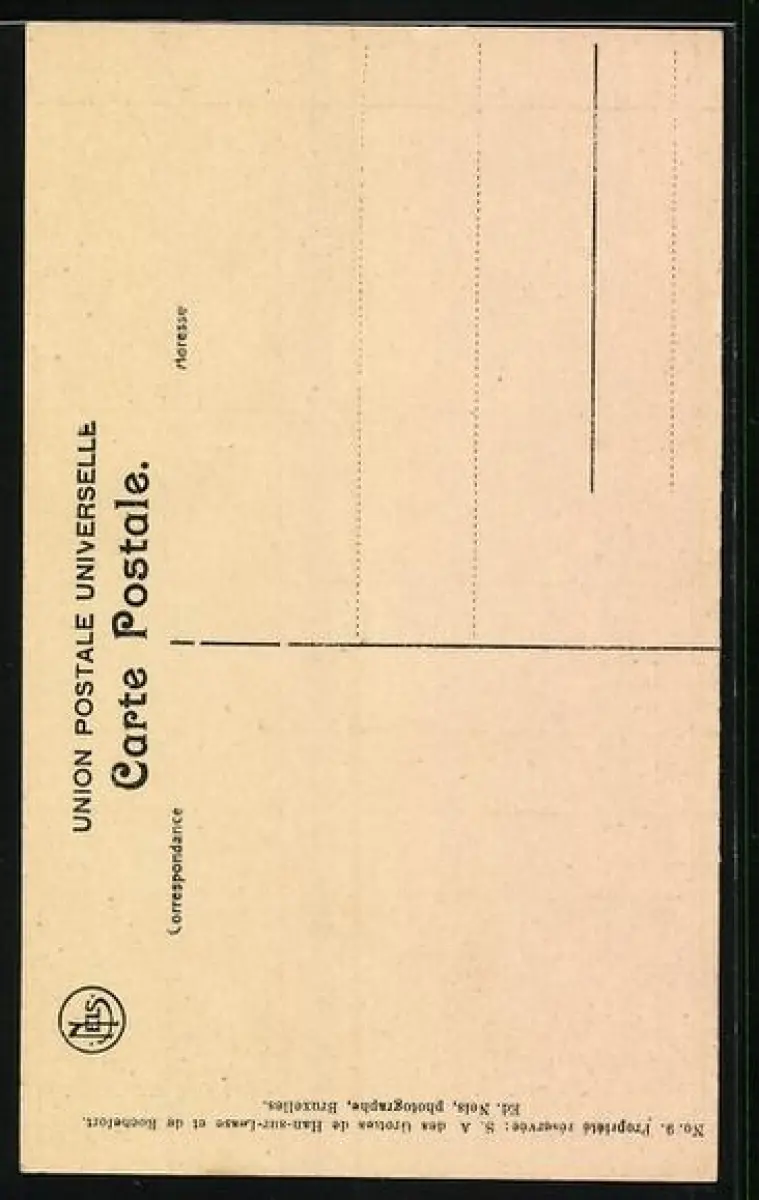 UNION POSTALE UNIVERSELLE
Carte Postale.
Correspondance
Adresse
NELS
No. 9. Propriété réservée: S. A des Grottes de Han-sur-Lesse et de Rochefort.
Ed. Nels, photographe, Bruxelles.